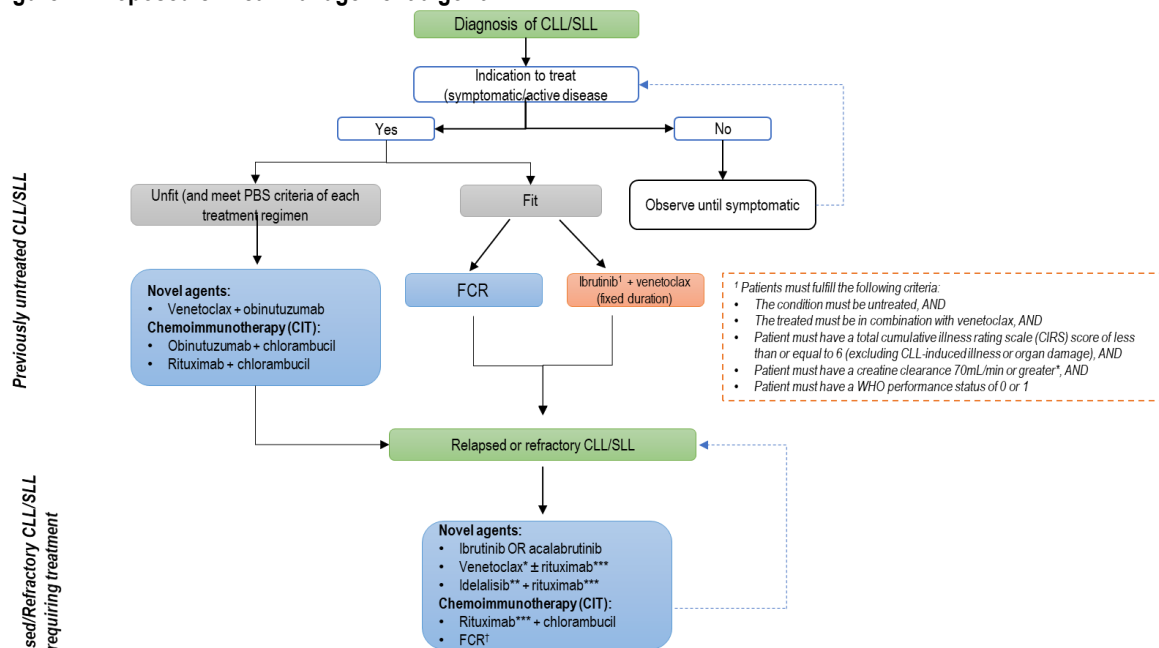 Diagnosis of CLL/SLL
Indication to treat
(symptomatic/active disease
Yes
No
Unfit (and meet PBS criteria of each
treatment regimen
Fit
Observe until symptomatic
Previously untreated CLL/SLL
Novel agents:
• Venetoclax + obinutuzumab
Chemoimmunotherapy (CIT):
• Obinutuzumab + chlorambucil
• Rituximab + chlorambucil
FCR
Ibrutinib¹ + venetoclax
(fixed duration)
¹ Patients must fulfill the following criteria:
• The condition must be untreated, AND
• The treated must be in combination with venetoclax, AND
• Patient must have a total cumulative illness rating scale (CIRS) score of less
than or equal to 6 (excluding CLL-induced illness or organ damage), AND
• Patient must have a creatine clearance 70mL/min or greater*, AND
• Patient must have a WHO performance status of 0 or 1
Relapsed or refractory CLL/SLL
sed/Refractory CLL/SLL
requiring treatment
Novel agents:
• Ibrutinib OR acalabrutinib
• Venetoclax* ± rituximab***
• Idelalisib** + rituximab***
Chemoimmunotherapy (CIT):
• Rituximab*** + chlorambucil
• FCR†